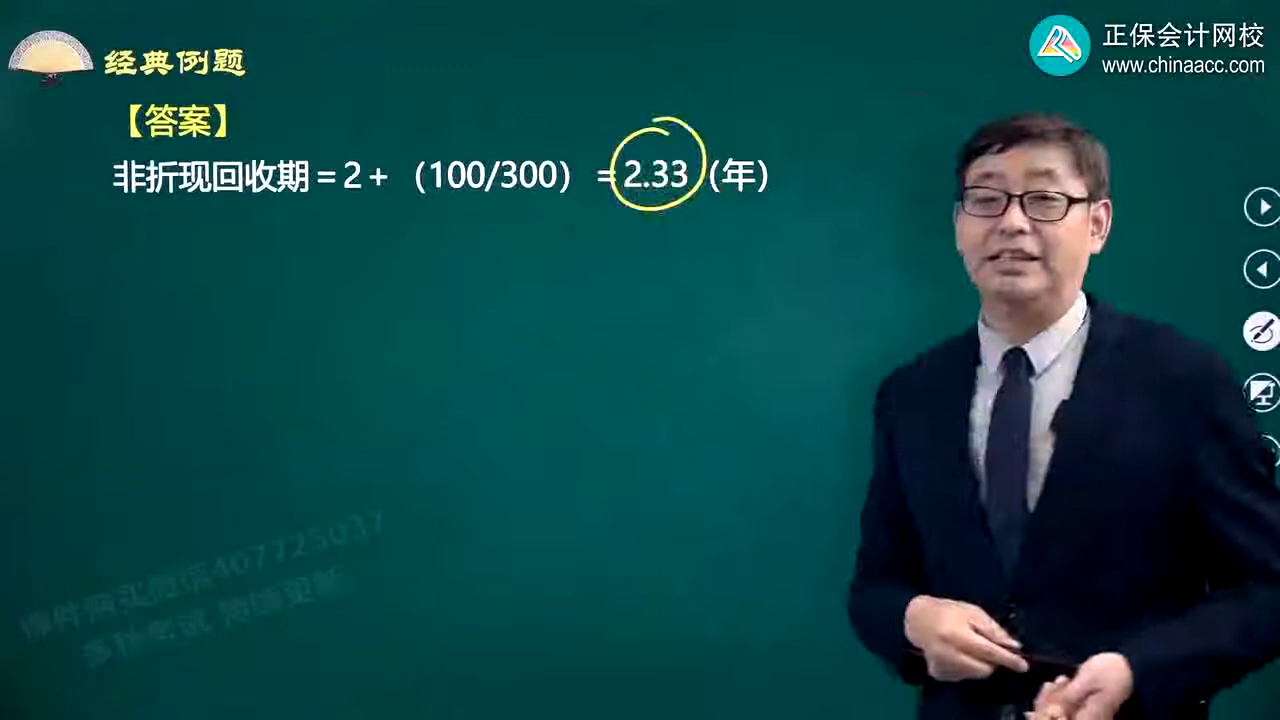 经典例题
正保会计网校
www.chinaacc.com
【答案】
非折现回收期＝2＋（100/300）＝2.33（年）